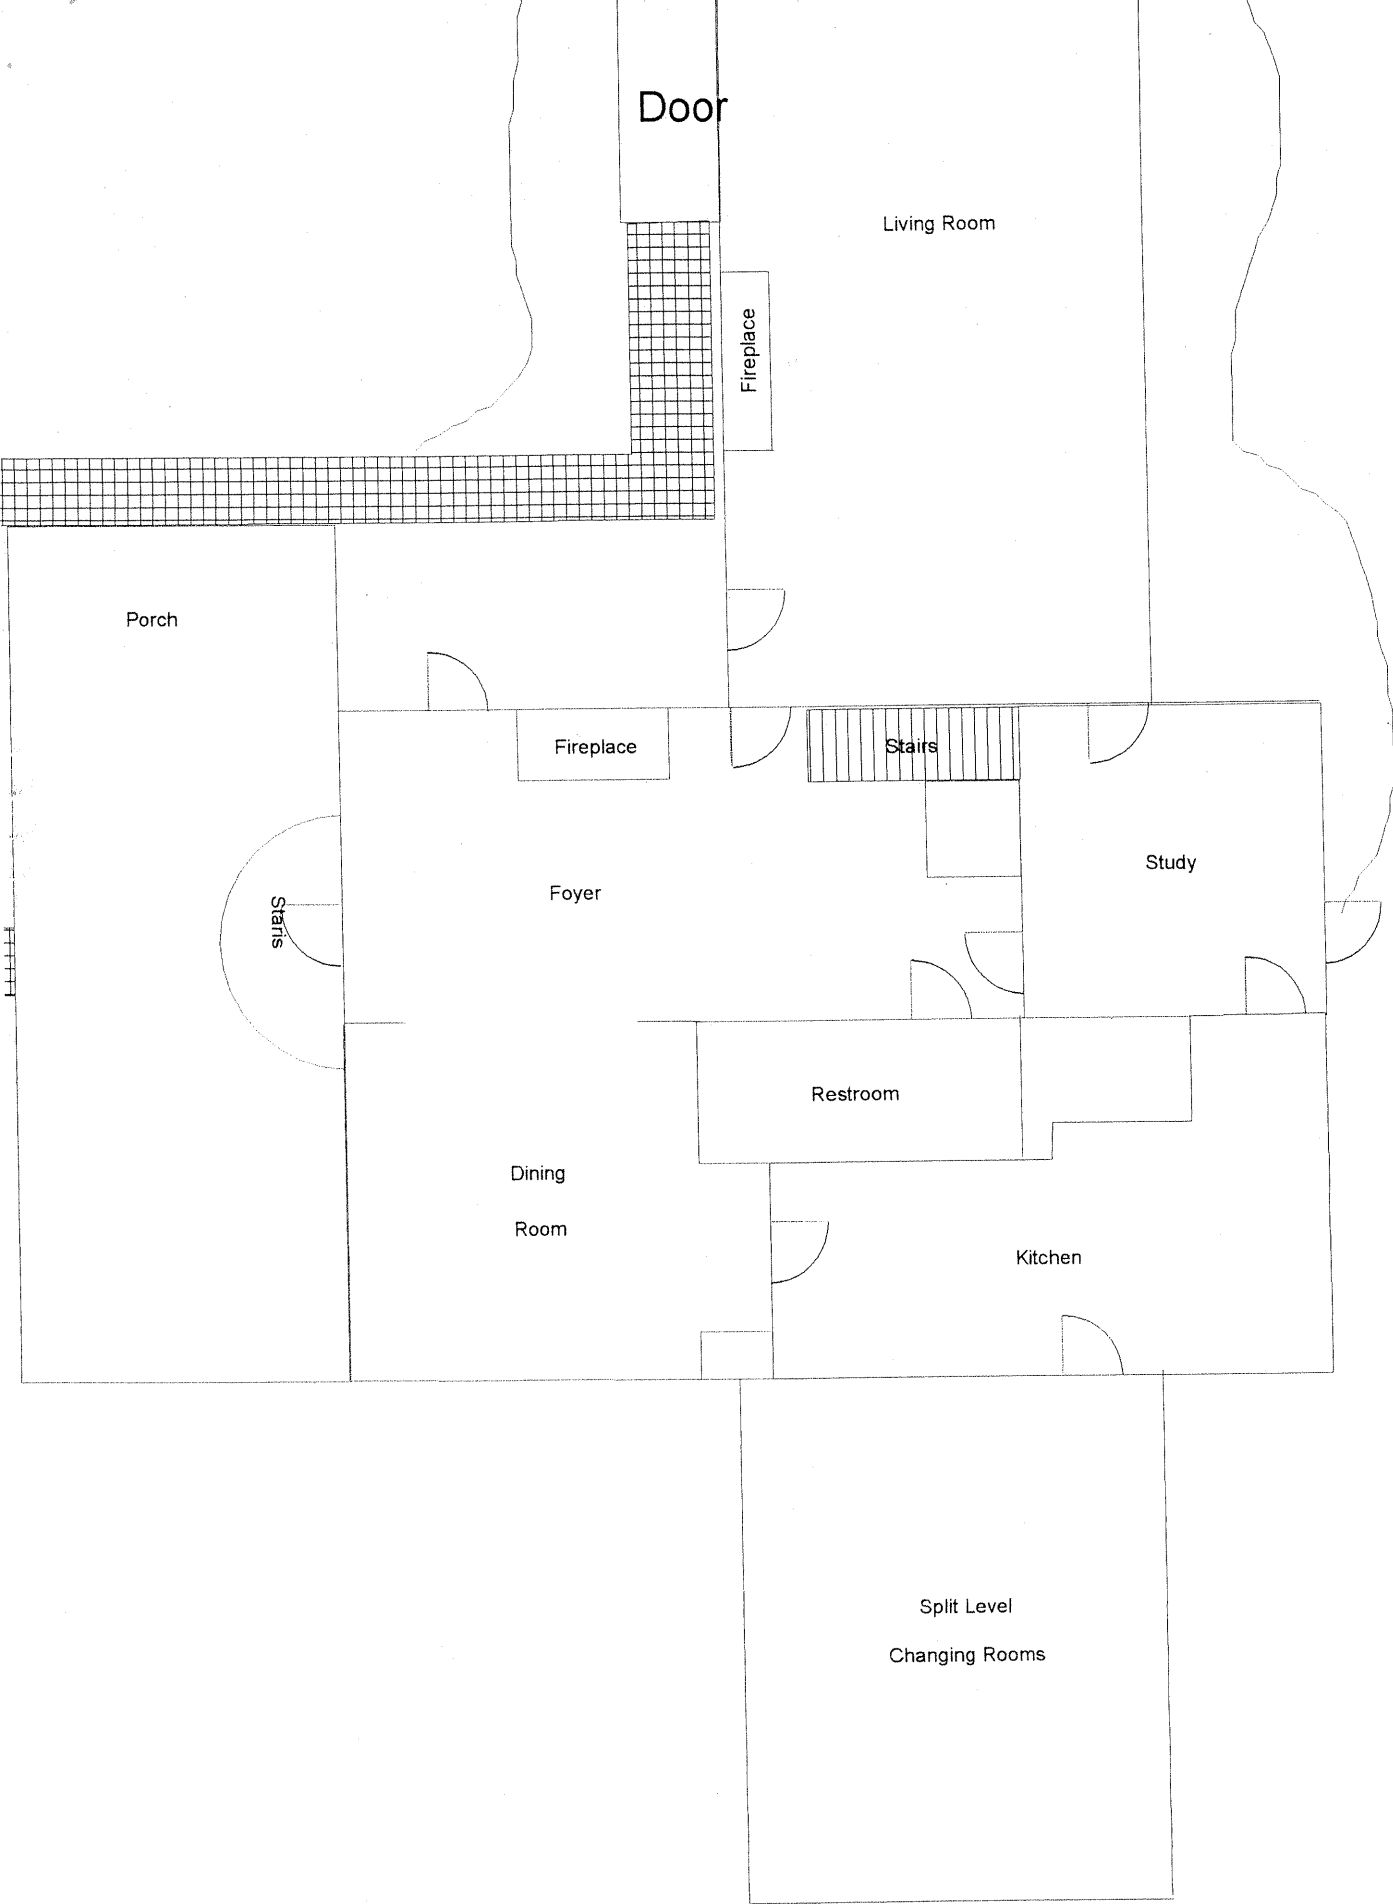 Door
Living Room
Fireplace
Porch
Fireplace
Stairs
Study
Foyer
Staris
Restroom
Dining
Room
Kitchen
Split Level
Changing Rooms